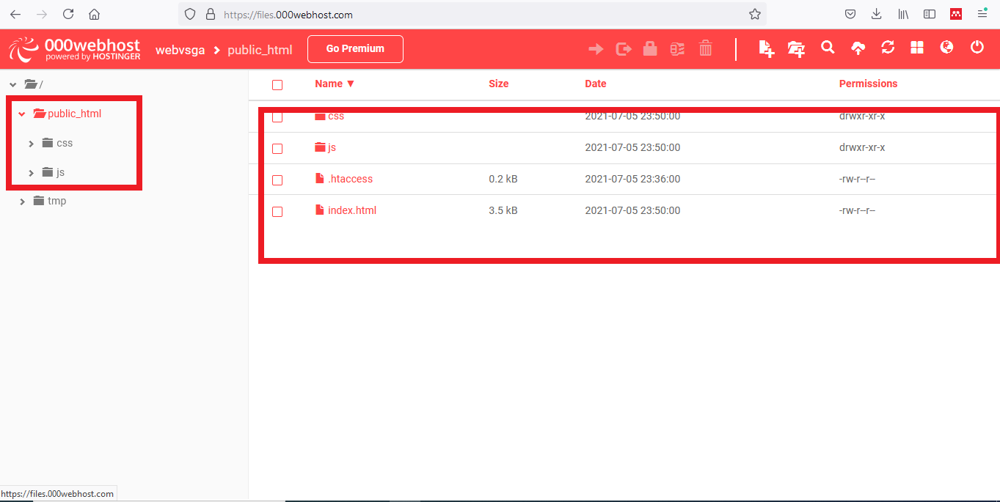 https://files.000webhost.com
000webhost
powered by HOSTINGER
webvsga
public_html
Go Premium
/
public_html
css
js
tmp
Name ▼ Size Date Permissions
css 2021-07-05 23:50:00 drwxr-xr-x
js 2021-07-05 23:50:00 drwxr-xr-x
.htaccess 0.2 kB 2021-07-05 23:36:00 -rw-r--r--
index.html 3.5 kB 2021-07-05 23:50:00 -rw-r--r--
https://files.000webhost.com